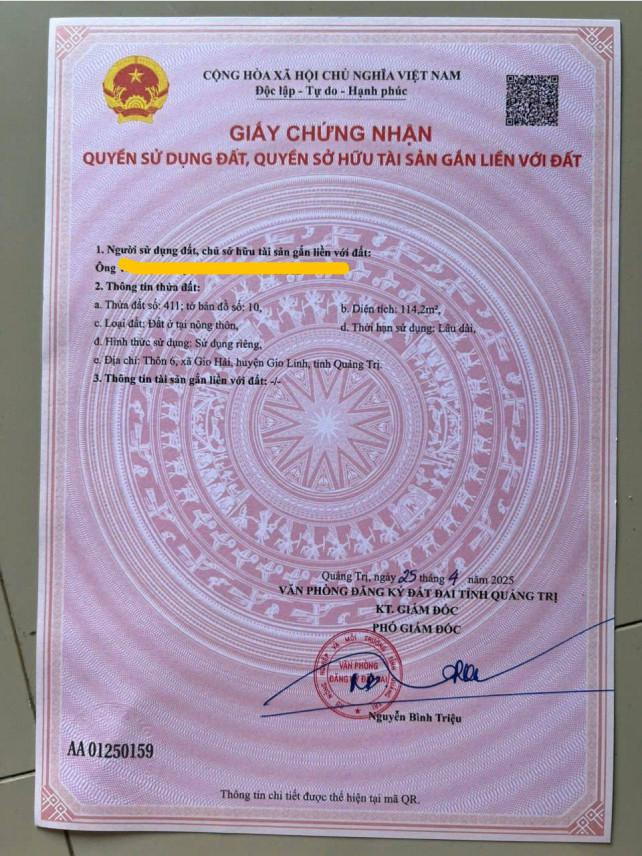 CỘNG HÒA XÃ HỘI CHỦ NGHĨA VIỆT NAM
Độc lập - Tự do - Hạnh phúc
GIẤY CHỨNG NHẬN
QUYỀN SỬ DỤNG ĐẤT, QUYỀN SỞ HỮU TÀI SẢN GẮN LIỀN VỚI ĐẤT
1. Người sử dụng đất, chủ sở hữu tài sản gắn liền với đất:
Ông
2. Thông tin thửa đất:
a. Thửa đất số: 411; tờ bản đồ số: 10, b. Diện tích: 114,2m²,
c. Loại đất: Đất ở tại nông thôn, d. Thời hạn sử dụng: Lâu dài,
đ. Hình thức sử dụng: Sử dụng riêng,
e. Địa chỉ: Thôn 6, xã Gio Hải, huyện Gio Linh, tỉnh Quảng Trị.
3. Thông tin tài sản gắn liền với đất: -/-
Quảng Trị, ngày 25 tháng 4 năm 2025
VĂN PHÒNG ĐĂNG KÝ ĐẤT ĐAI TỈNH QUẢNG TRỊ
KT. GIÁM ĐỐC
PHÓ GIÁM ĐỐC
VĂN PHÒNG
ĐĂNG KÝ ĐẤT ĐAI
Nguyễn Bình Triệu
AA 01250159
Thông tin chi tiết được thể hiện tại mã QR.